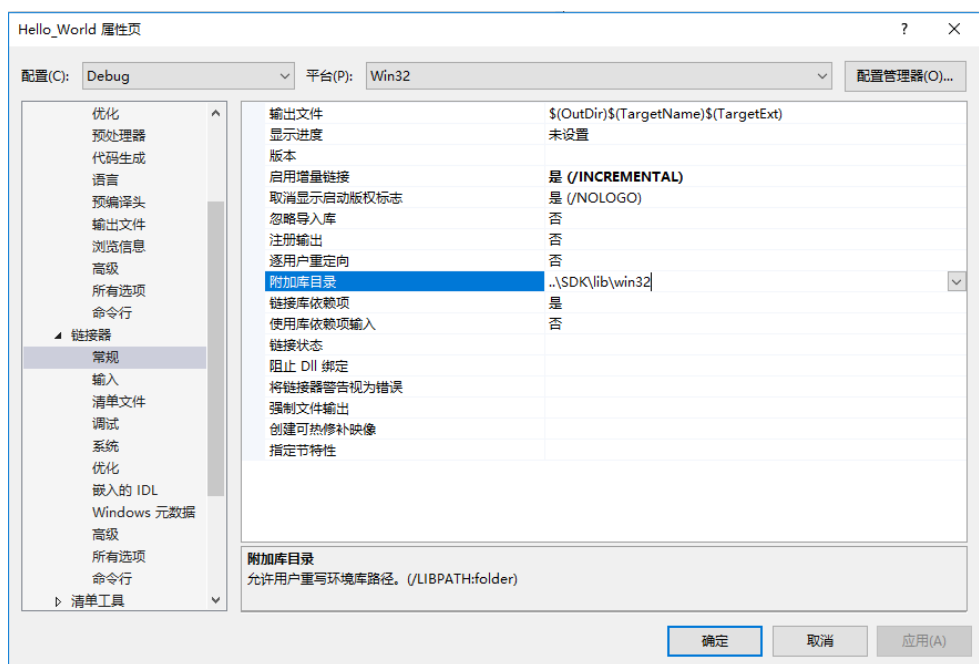 Hello_World 属性页
? ×
配置(C): Debug 平台(P): Win32 配置管理器(O)...
优化
预处理器
代码生成
语言
预编译头
输出文件
浏览信息
高级
所有选项
命令行
链接器
常规
输入
清单文件
调试
系统
优化
嵌入的 IDL
Windows 元数据
高级
所有选项
命令行
清单工具
输出文件 $(OutDir)$(TargetName)$(TargetExt)
显示进度 未设置
版本
启用增量链接 是 (/INCREMENTAL)
取消显示启动版权标志 是 (/NOLOGO)
忽略导入库 否
注册输出 否
逐用户重定向 否
附加库目录 ..\SDK\lib\win32
链接库依赖项 是
使用库依赖项输入 否
链接状态
阻止 Dll 绑定
将链接器警告视为错误
强制文件输出
创建可热修补映像
指定节特性
附加库目录
允许用户重写环境库路径。(/LIBPATH:folder)
确定 取消 应用(A)